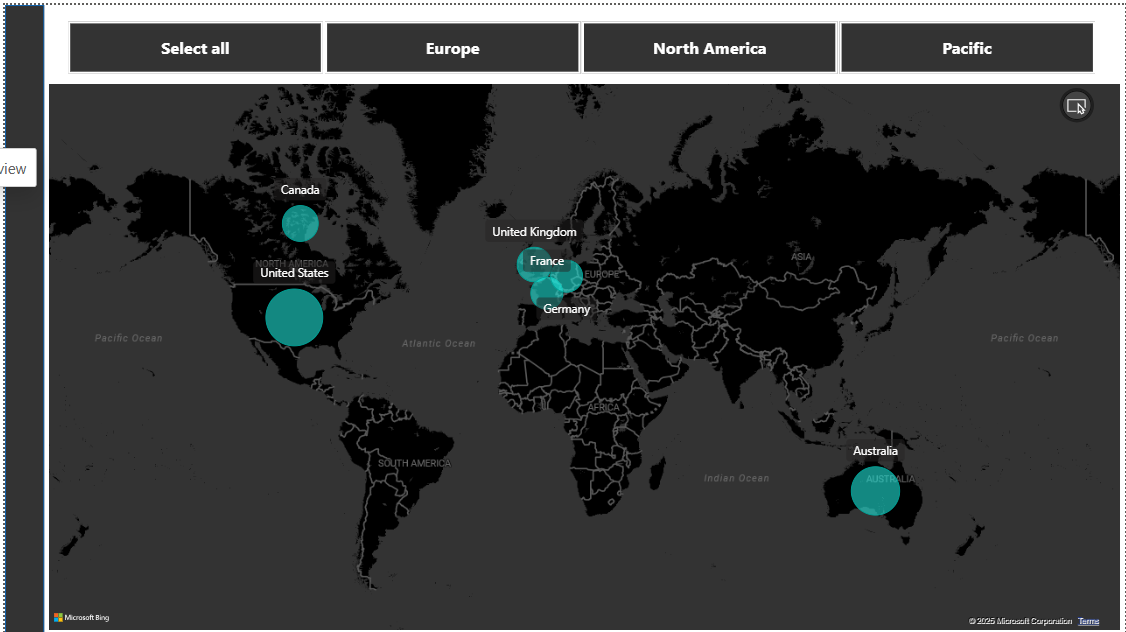 Select all
Europe
North America
Pacific
view
Canada
United Kingdom
NORTH AMERICA
United States
France
EUROPE
ASIA
Germany
Pacific Ocean
Atlantic Ocean
Pacific Ocean
AFRICA
SOUTH AMERICA
Australia
Indian Ocean
AUSTRALIA
Microsoft Bing
© 2025 Microsoft Corporation Terms